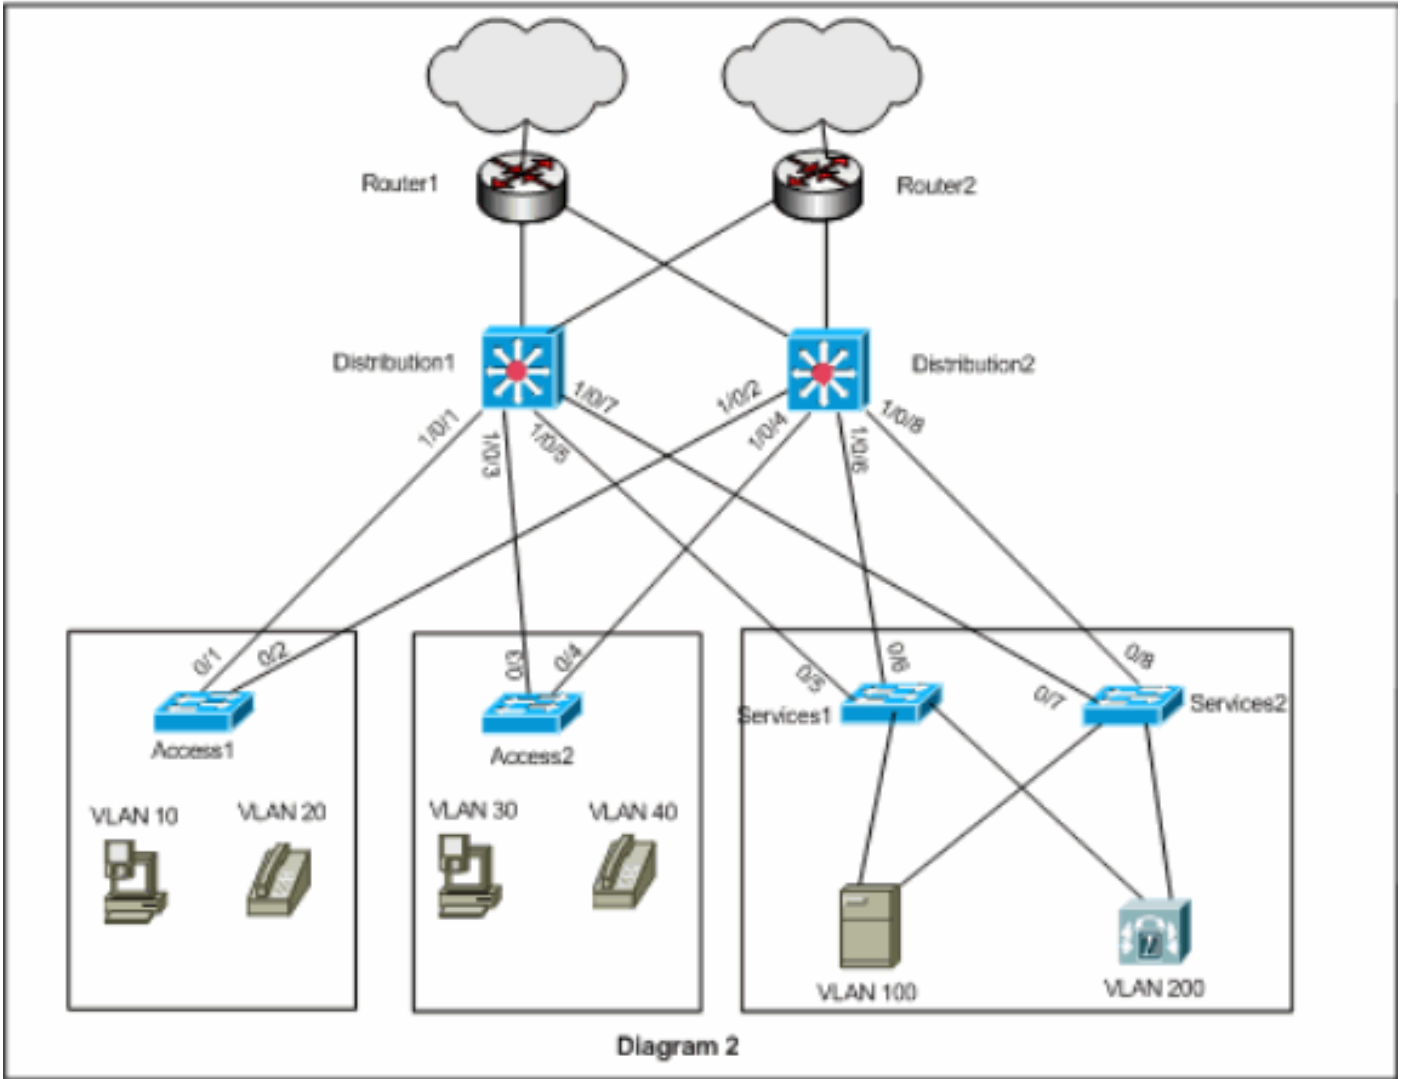 Router1
Router2
Distribution1
Distribution2
1/0/1
1/0/3
1/0/5
1/0/7
1/0/2
1/0/4
1/0/6
1/0/8
0/1
0/2
0/3
0/4
0/5
0/6
0/7
0/8
Access1
Access2
Services1
Services2
VLAN 10
VLAN 20
VLAN 30
VLAN 40
VLAN 100
VLAN 200
Diagram 2